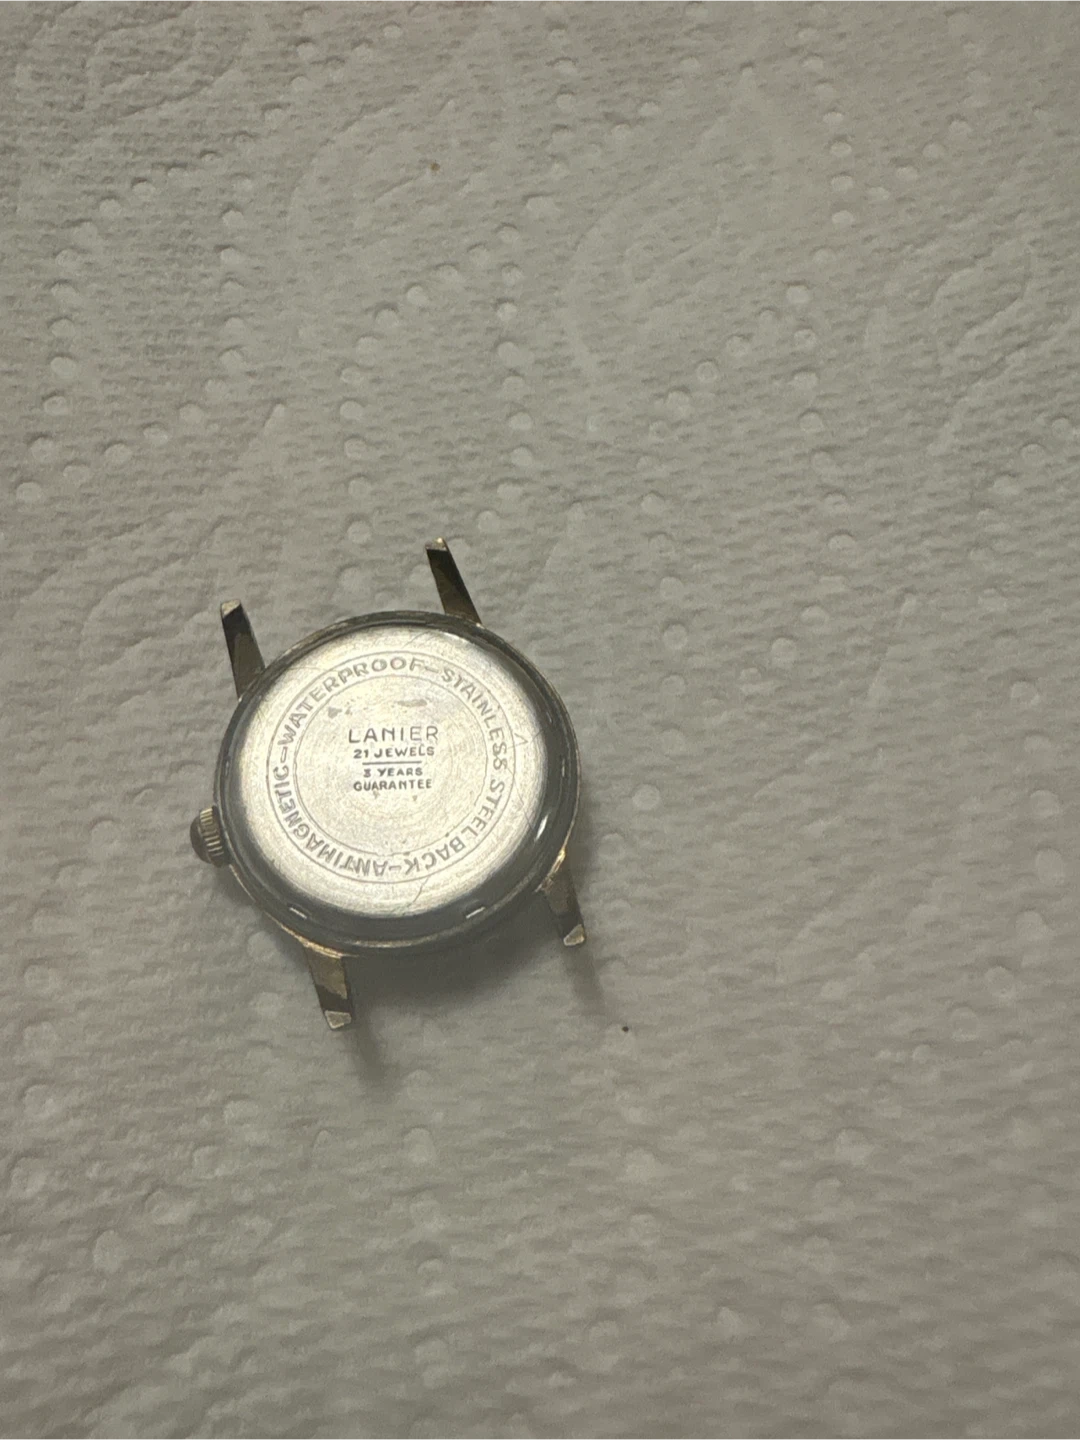 LANIER
21 JEWELS
3 YEARS
GUARANTEE
WATERPROOF-STAINLESS STEEL BACK-ANTIMAGNETIC-